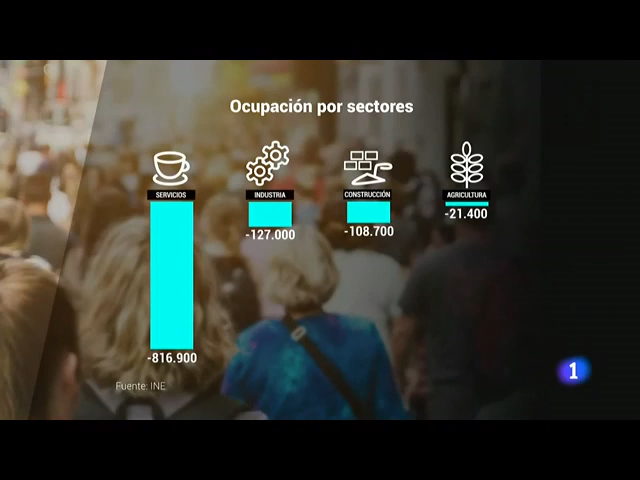 Ocupación por sectores
SERVICIOS
INDUSTRIA
CONSTRUCCIÓN
AGRICULTURA
-816.900
-127.000
-108.700
-21.400
Fuente: INE
1